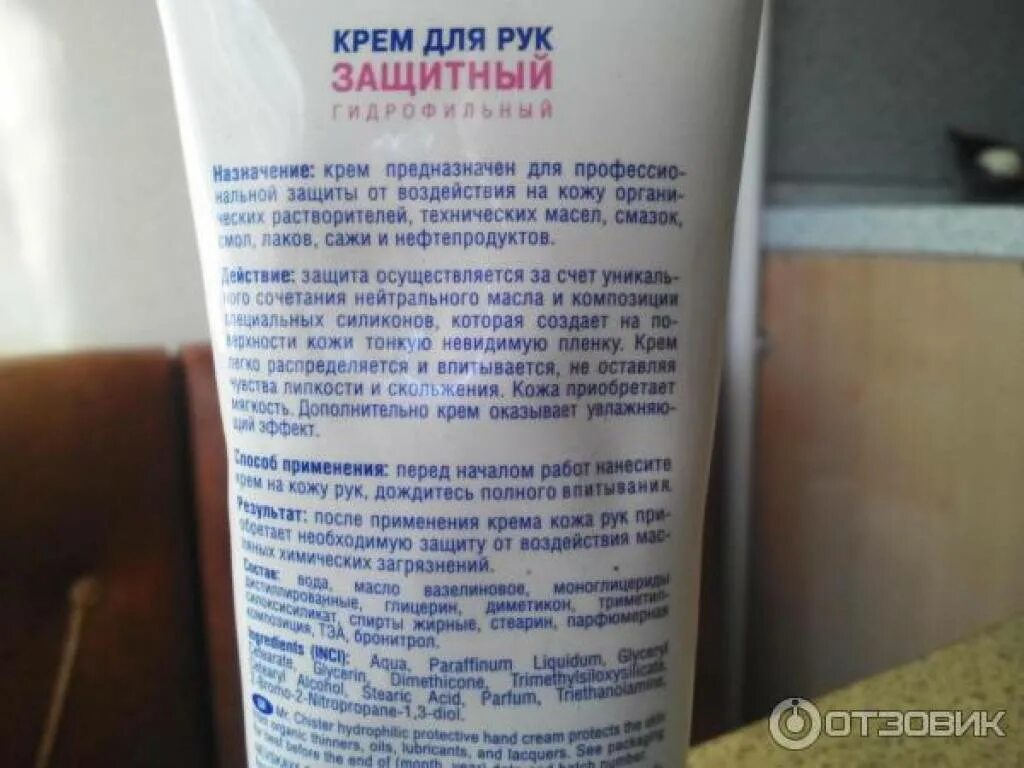 КРЕМ ДЛЯ РУК
ЗАЩИТНЫЙ
ГИДРОФИЛЬНЫЙ
Назначение: крем предназначен для професси-
нальной защиты от воздействия на кожу органи-
ческих растворителей, технических масел, смазок,
смол, лаков, сажи и нефтепродуктов.
Действие: защита осуществляется за счет уникаль-
ного сочетания нейтрального масла и композиции
специальных силиконов, которая создает на по-
верхности кожи тонкую невидимую пленку. Крем
легко распределяется и впитывается, не оставляя
чувства липкости и скольжения. Кожа приобретает
мягкость. Дополнительно крем оказывает увлажняю-
щий эффект.
Способ применения: перед началом работ нанесите
крем на кожу рук, дождитесь полного впитывания.
Результат: после применения крема кожа рук при-
обретает необходимую защиту от воздействия мас-
ляных химических загрязнений.
Состав: вода, масло вазелиновое, моноглицериды
дистиллированные, глицерин, диметикон, триметил-
силоксисиликат, спирты жирные, стеарин, парфюмерная
композиция, ТЭА, бронитрол.
Ingredients (INCI): Aqua, Paraffinum Liquidum, Glyceryl
Stearate, Glycerin, Dimethicone, Trimethylsiloxysilicate,
Cetearyl Alcohol, Stearic Acid, Parfum, Triethanolamine,
2-Bromo-2-Nitropropane-1,3-diol.
Mr. Chister hydrophilic protective hand cream protects the skin
from organic thinners, oils, lubricants, and lacquers. See packaging
for best before the end of (month, year) date and batch number.
ОТЗОВИК